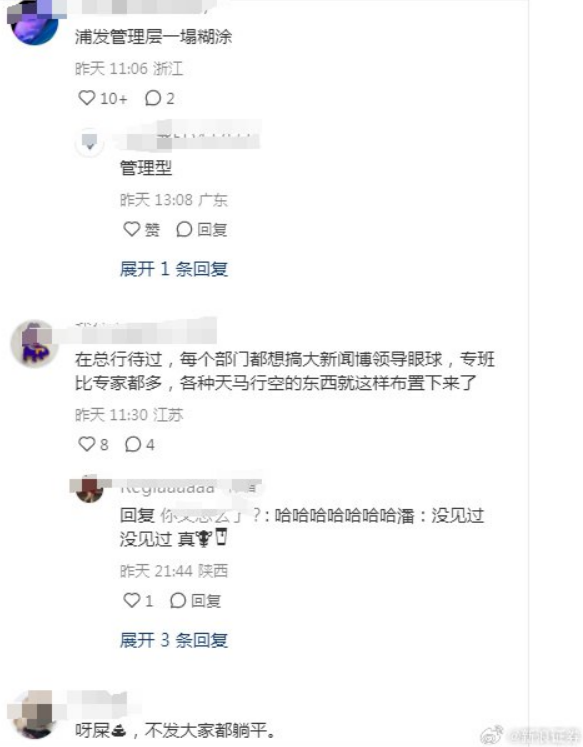 浦发管理层一塌糊涂
昨天 11:06 浙江
10+ 2
管理型
昨天 13:08 广东
赞 回复
展开 1 条回复
在总行待过，每个部门都想搞大新闻博领导眼球，专班
比专家都多，各种天马行空的东西就这样布置下来了
昨天 11:30 江苏
8 4
回复 你又怎么了 ?：哈哈哈哈哈哈哈潘：没见过
没见过 真🐮🥛
昨天 21:44 陕西
1 回复
展开 3 条回复
呀屎💩，不发大家都躺平。